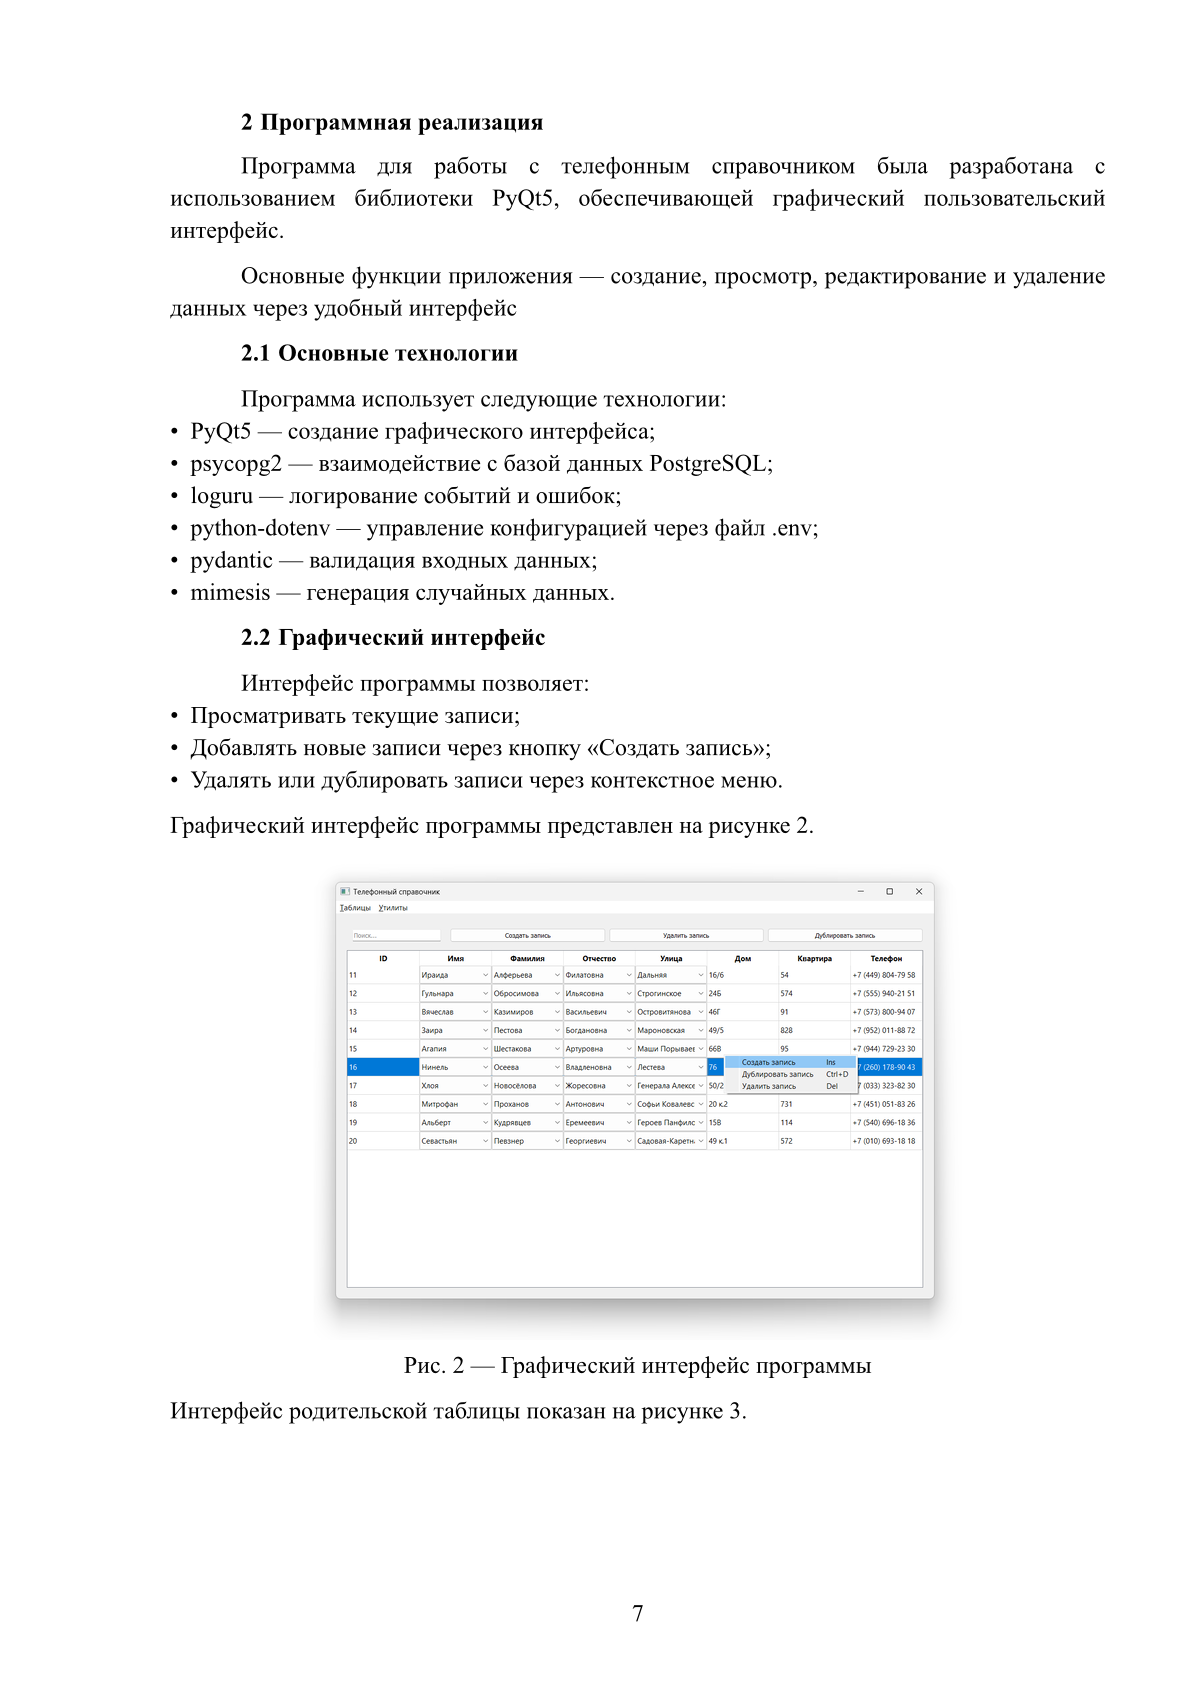 2 Программная реализация
Программа для работы с телефонным справочником была разработана с
использованием библиотеки PyQt5, обеспечивающей графический пользовательский
интерфейс.
Основные функции приложения — создание, просмотр, редактирование и удаление
данных через удобный интерфейс
2.1 Основные технологии
Программа использует следующие технологии:
• PyQt5 — создание графического интерфейса;
• psycopg2 — взаимодействие с базой данных PostgreSQL;
• loguru — логирование событий и ошибок;
• python-dotenv — управление конфигурацией через файл .env;
• pydantic — валидация входных данных;
• mimesis — генерация случайных данных.
2.2 Графический интерфейс
Интерфейс программы позволяет:
• Просматривать текущие записи;
• Добавлять новые записи через кнопку «Создать запись»;
• Удалять или дублировать записи через контекстное меню.
Графический интерфейс программы представлен на рисунке 2.
Телефонный справочник
Таблицы Утилиты
Поиск... Создать запись Удалить запись Дублировать запись
ID Имя Фамилия Отчество Улица Дом Квартира Телефон
11 Ираида Алферьева Филатовна Дальняя 16/6 54 +7 (449) 804-79 58
12 Гульнара Обросимова Ильясовна Строгинское 24Б 574 +7 (555) 940-21 51
13 Вячеслав Казимиров Васильевич Островитянова 46Г 91 +7 (573) 800-94 07
14 Заира Пестова Богдановна Мароновская 49/5 828 +7 (952) 011-88 72
15 Агапия Шестакова Артуровна Маши Порывает 66В 95 +7 (944) 729-23 30
16 Нинель Осеева Владленовна Лестева 76 7 (260) 178-90 43
Создать запись Ins
Дублировать запись Ctrl+D
Удалить запись Del
17 Хлоя Новосёлова Жоресовна Генерала Алексе 50/2 7 (033) 323-82 30
18 Митрофан Проханов Антонович Софьи Ковалевс 20 к.2 731 +7 (451) 051-83 26
19 Альберт Кудрявцев Еремеевич Героев Панфилс 15В 114 +7 (540) 696-18 36
20 Севастьян Певзнер Георгиевич Садовая-Каретн 49 к.1 572 +7 (010) 693-18 18
Рис. 2 — Графический интерфейс программы
Интерфейс родительской таблицы показан на рисунке 3.
7